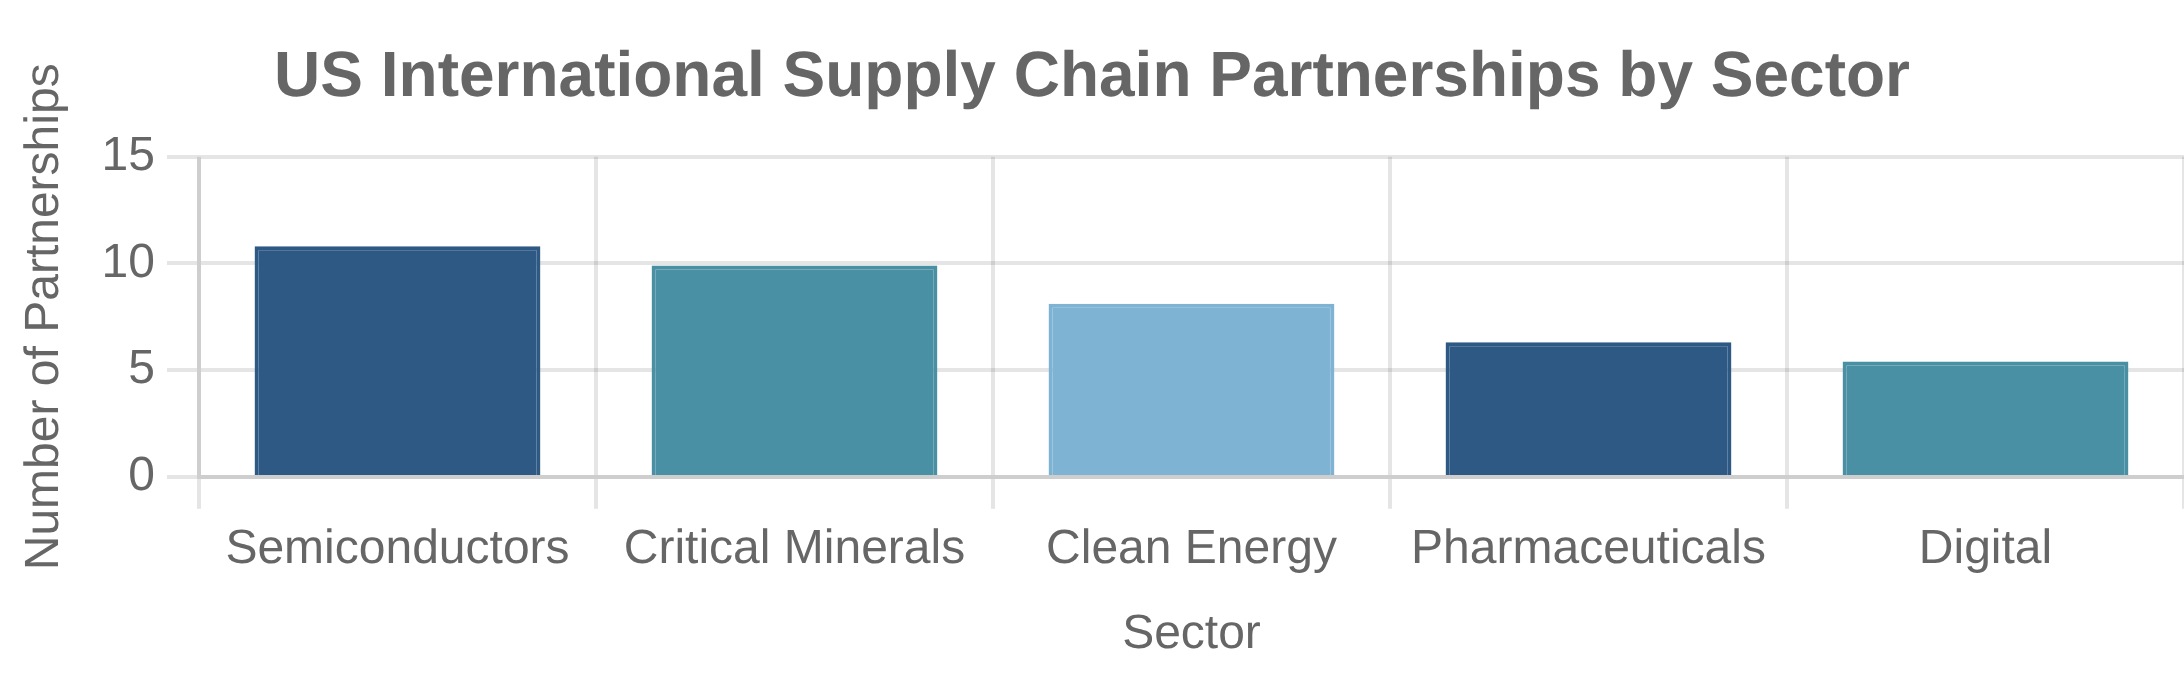 US International Supply Chain Partnerships by Sector
Number of Partnerships
15
10
5
0
Semiconductors Critical Minerals Clean Energy Pharmaceuticals Digital
Sector